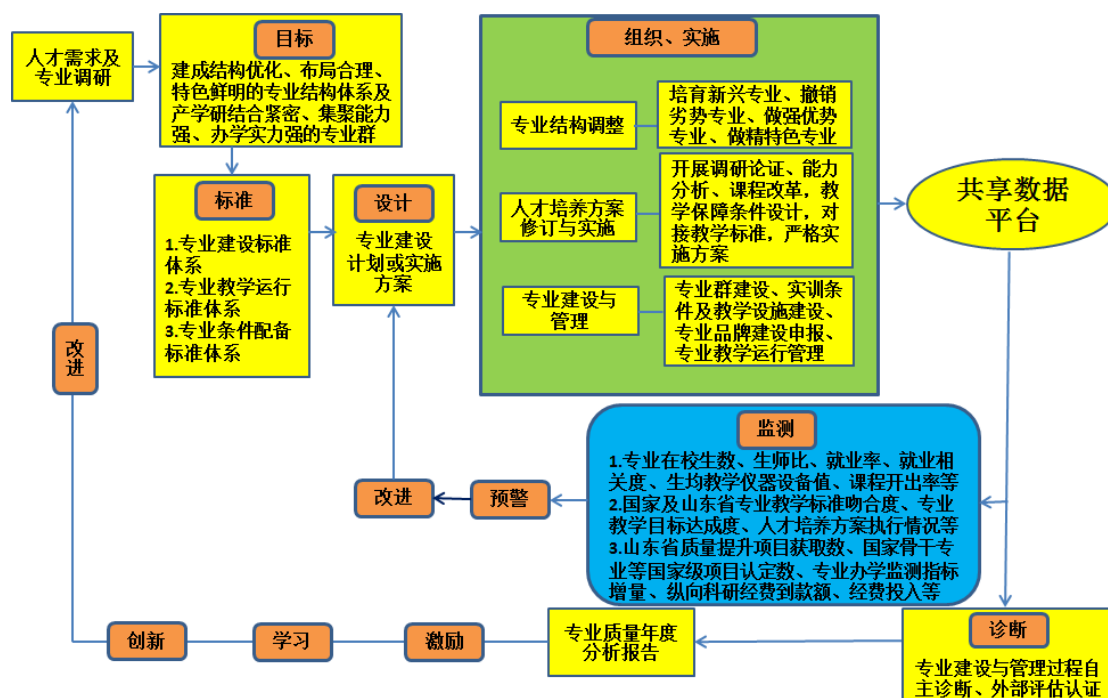 人才需求及
专业调研
目标
建成结构优化、布局合理、
特色鲜明的专业结构体系及
产学研结合紧密、集聚能力
强、办学实力强的专业群
标准
1.专业建设标准
体系
2.专业教学运行
标准体系
3.专业条件配备
标准体系
设计
专业建设
计划或实施
方案
组织、实施
专业结构调整
培育新兴专业、撤销
劣势专业、做强优势
专业、做精特色专业
人才培养方案
修订与实施
开展调研论证、能力
分析、课程改革，教
学保障条件设计，对
接教学标准，严格实
施方案
专业建设与
管理
专业群建设、实训条
件及教学设施建设、
专业品牌建设申报、
专业教学运行管理
共享数据
平台
监测
1.专业在校生数、生师比、就业率、就业相
关度、生均教学仪器设备值、课程开出率等
2.国家及山东省专业教学标准吻合度、专业
教学目标达成度、人才培养方案执行情况等
3.山东省质量提升项目获取数、国家骨干专
业等国家级项目认定数、专业办学监测指标
增量、纵向科研经费到款额、经费投入等
预警
改进
改进
诊断
专业建设与管理过程自
主诊断、外部评估认证
专业质量年度
分析报告
激励
学习
创新